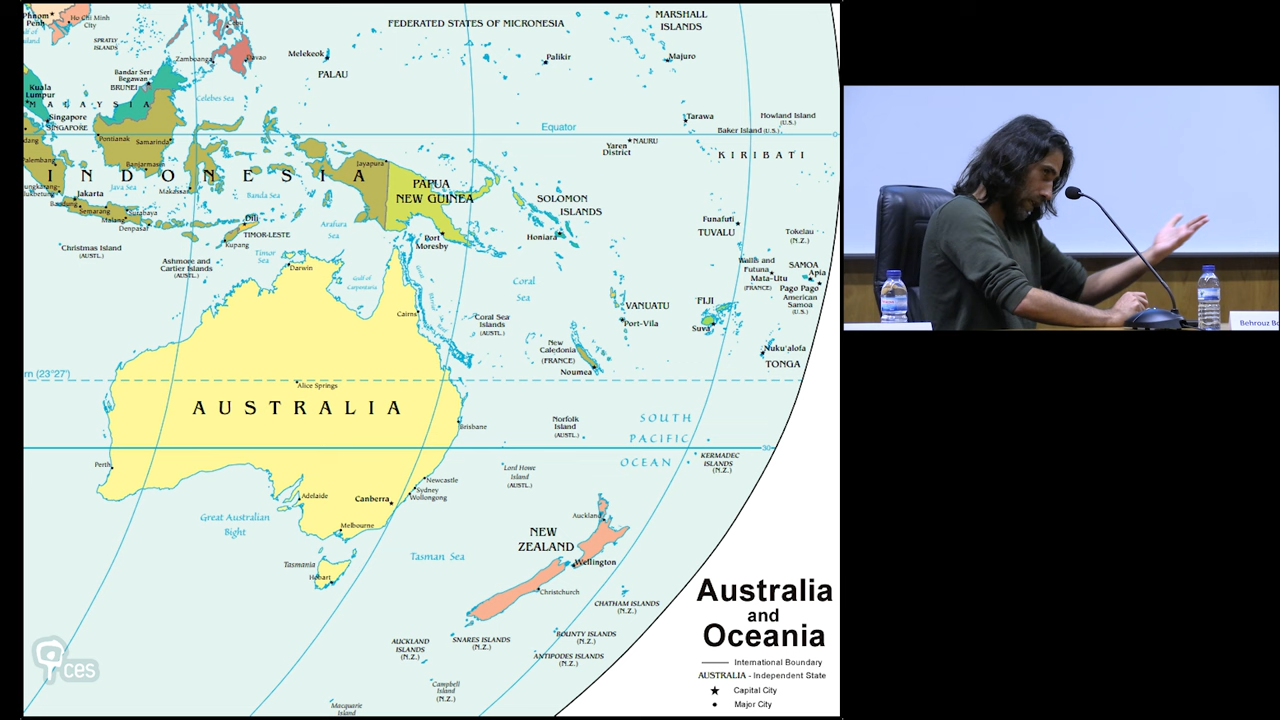 FEDERATED STATES OF MICRONESIA
MARSHALL
ISLANDS
Phnom
Penh
Ho Chi Minh
City
SPRATLY
ISLANDS
Sea
Zamboanga
Davao
Melekeok
PALAU
Palikir
Majuro
Bandar Seri
Begawan
BRUNEI
Kuala
Lumpur
MALAYSIA
Celebes Sea
Singapore
SINGAPORE
Tarawa
Howland Island
(U.S.)
Baker Island (U.S.)
Equator
0
Pontianak
Samarinda
Yaren
District
NAURU
KIRIBATI
Palembang
Banjarmasin
Jayapura
INDONESIA
PAPUA
NEW GUINEA
Java Sea
Makassar
Banda Sea
Jakarta
Bandung
Semarang
Surabaya
Malang
Denpasar
SOLOMON
ISLANDS
Dili
TIMOR-LESTE
Kupang
Arafura
Sea
Port
Moresby
Honiara
Funafuti
TUVALU
Tokelau
(N.Z.)
Christmas Island
(AUSTL.)
Ashmore and
Cartier Islands
(AUSTL.)
Timor
Sea
Darwin
Gulf of
Carpentaria
Coral
Sea
Wallis and
Futuna
Mata-Utu
(FRANCE)
SAMOA
Apia
Pago Pago
American
Samoa
(U.S.)
Cairns
Coral Sea
Islands
(AUSTL.)
VANUATU
Port-Vila
FIJI
Suva
New
Caledonia
(FRANCE)
Noumea
Nuku'alofa
TONGA
n (23°27')
Alice Springs
AUSTRALIA
Norfolk
Island
(AUSTL.)
SOUTH
PACIFIC
OCEAN
Brisbane
30
KERMADEC
ISLANDS
(N.Z.)
Perth
Lord Howe
Island
(AUSTL.)
Newcastle
Sydney
Wollongong
Adelaide
Canberra
Great Australian
Bight
Melbourne
Auckland
NEW
ZEALAND
Tasman Sea
Wellington
Tasmania
Hobart
Christchurch
CHATHAM ISLANDS
(N.Z.)
AUCKLAND
ISLANDS
(N.Z.)
SNARES ISLANDS
(N.Z.)
BOUNTY ISLANDS
(N.Z.)
ANTIPODES ISLANDS
(N.Z.)
Campbell
Island
(N.Z.)
Macquarie
Island
Australia
and
Oceania
International Boundary
AUSTRALIA - Independent State
Capital City
Major City
ces
Behrouz Bo